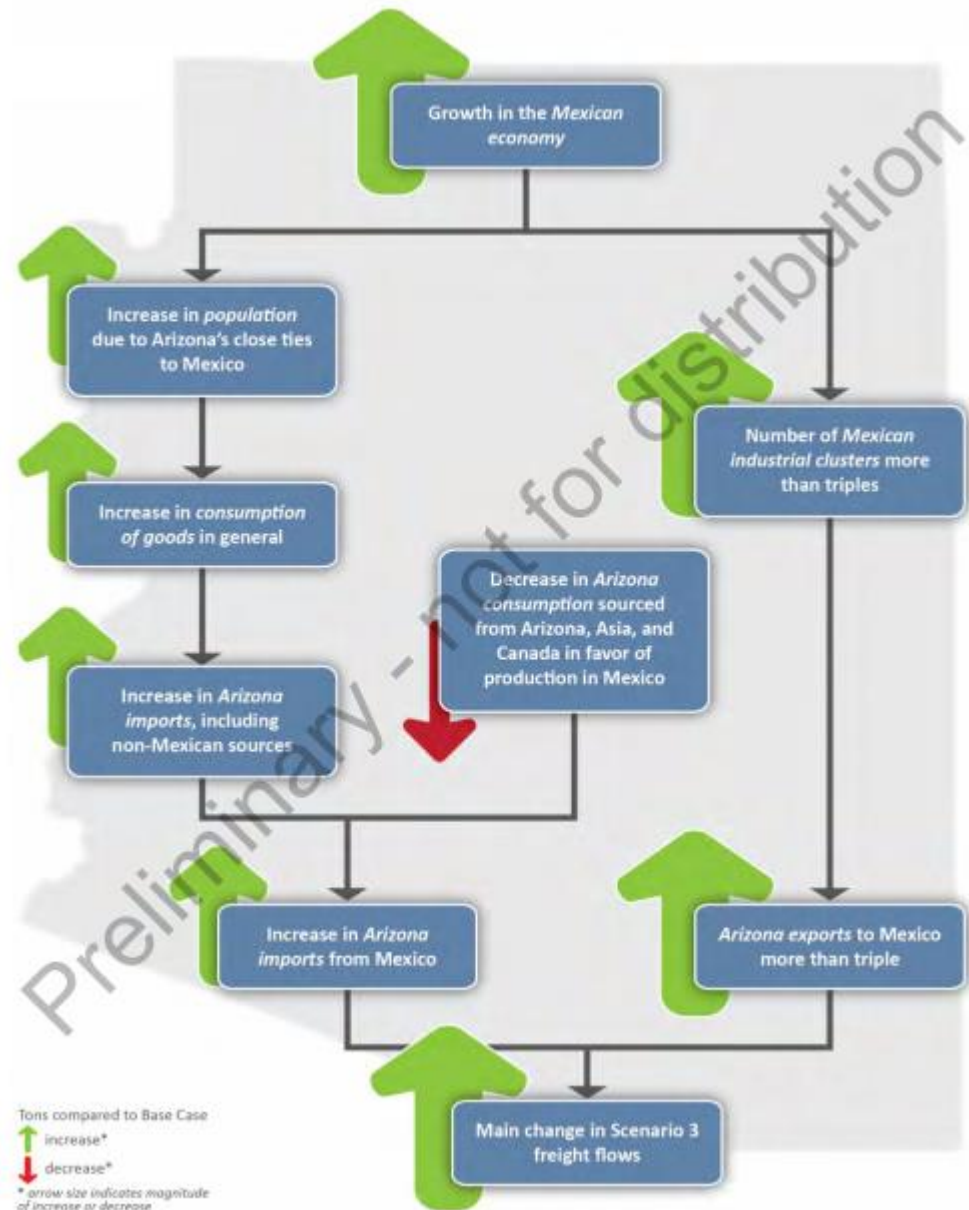 Growth in the Mexican
economy
Increase in population
due to Arizona's close ties
to Mexico
Number of Mexican
industrial clusters more
than triples
Increase in consumption
of goods in general
Decrease in Arizona
consumption sourced
from Arizona, Asia, and
Canada in favor of
production in Mexico
Increase in Arizona
imports, including
non-Mexican sources
Increase in Arizona
imports from Mexico
Arizona exports to Mexico
more than triple
Main change in Scenario 3
freight flows
Tons compared to Base Case
increase*
decrease*
* arrow size indicates magnitude
of increase or decrease
Preliminary - not for distribution